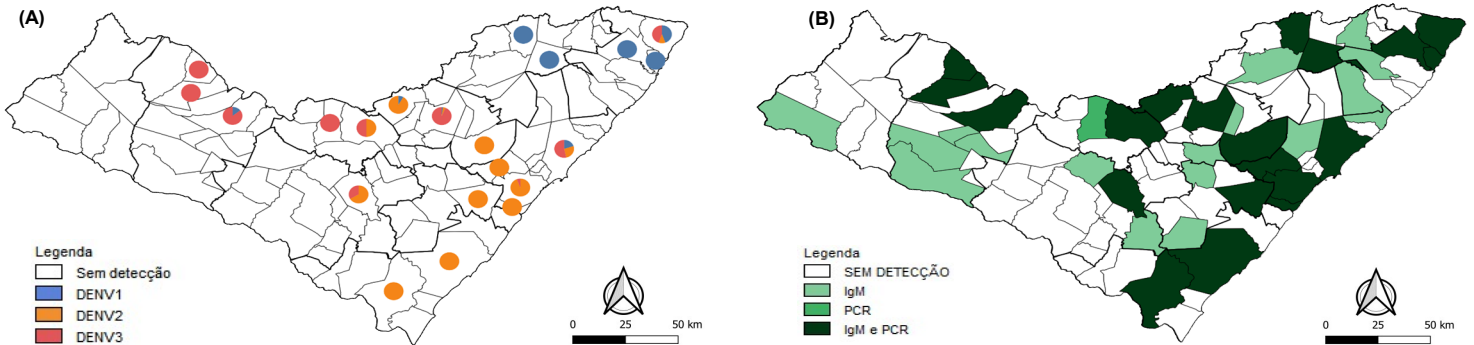 (A)
Legenda
Sem detecção
DENV1
DENV2
DENV3
0 25 50 km
(B)
Legenda
SEM DETECÇÃO
IgM
PCR
IgM e PCR
0 25 50 km